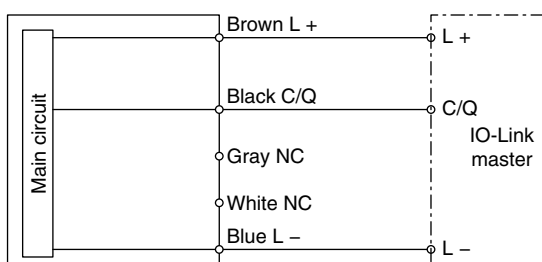 Brown L +
L +
Main circuit
Black C/Q
C/Q
IO-Link
master
Gray NC
White NC
Blue L −
L −